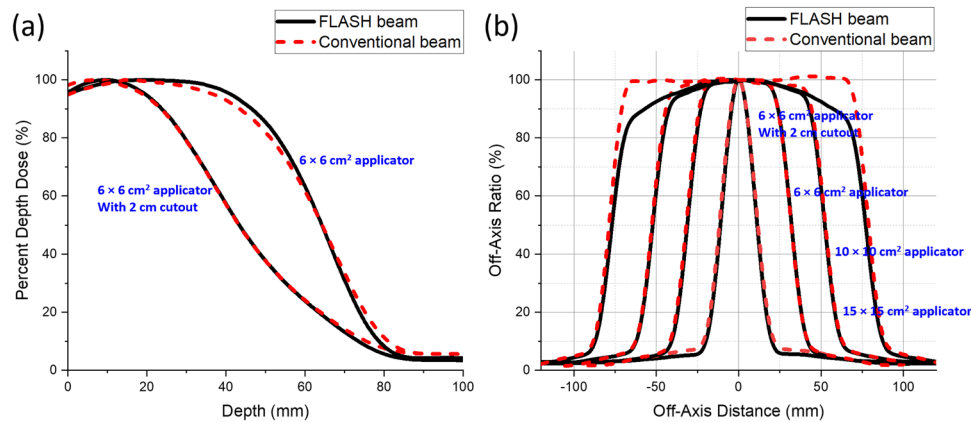 (a)
FLASH beam
Conventional beam
Percent Depth Dose (%)
100
80
60
40
20
0
6 × 6 cm² applicator
6 × 6 cm² applicator
With 2 cm cutout
0
20
40
60
80
100
Depth (mm)
(b)
FLASH beam
Conventional beam
Off-Axis Ratio (%)
100
80
60
40
20
0
6 × 6 cm² applicator
With 2 cm cutout
6 × 6 cm² applicator
10 × 10 cm² applicator
15 × 15 cm² applicator
-100
-50
0
50
100
Off-Axis Distance (mm)